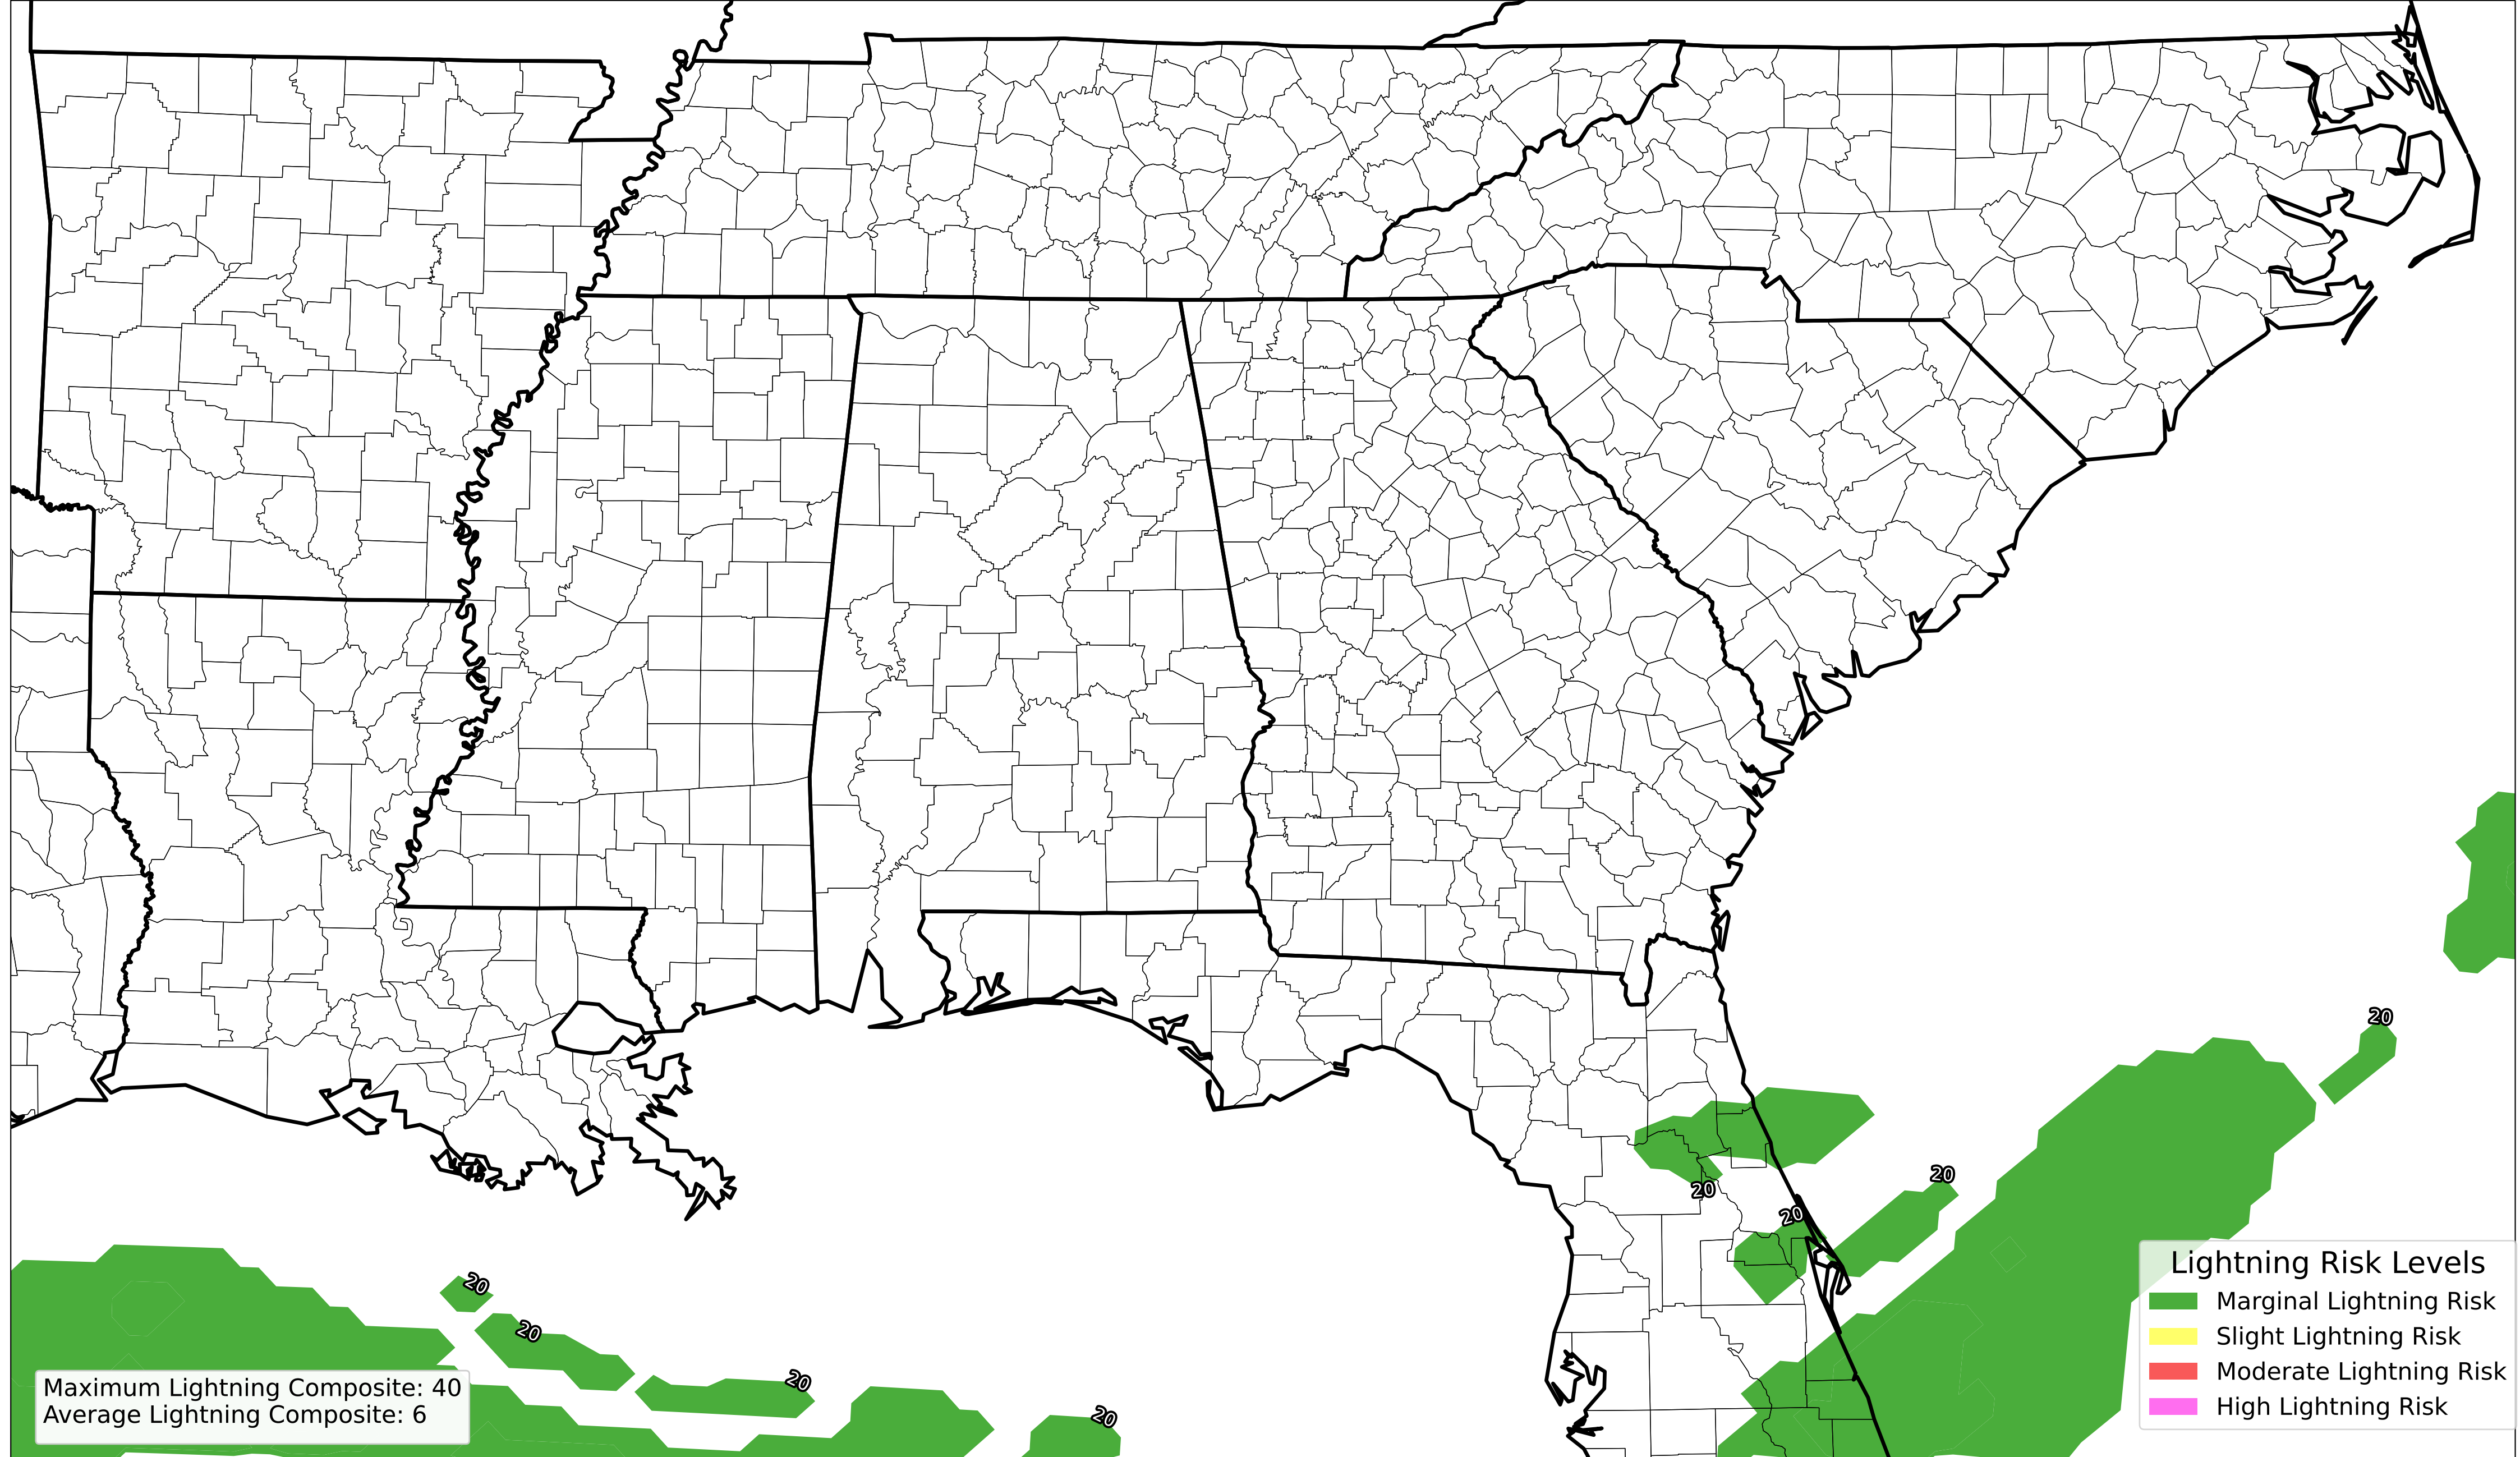 20
20
20
20
20
20
20
20
Maximum Lightning Composite: 40
Average Lightning Composite: 6
Lightning Risk Levels
Marginal Lightning Risk
Slight Lightning Risk
Moderate Lightning Risk
High Lightning Risk